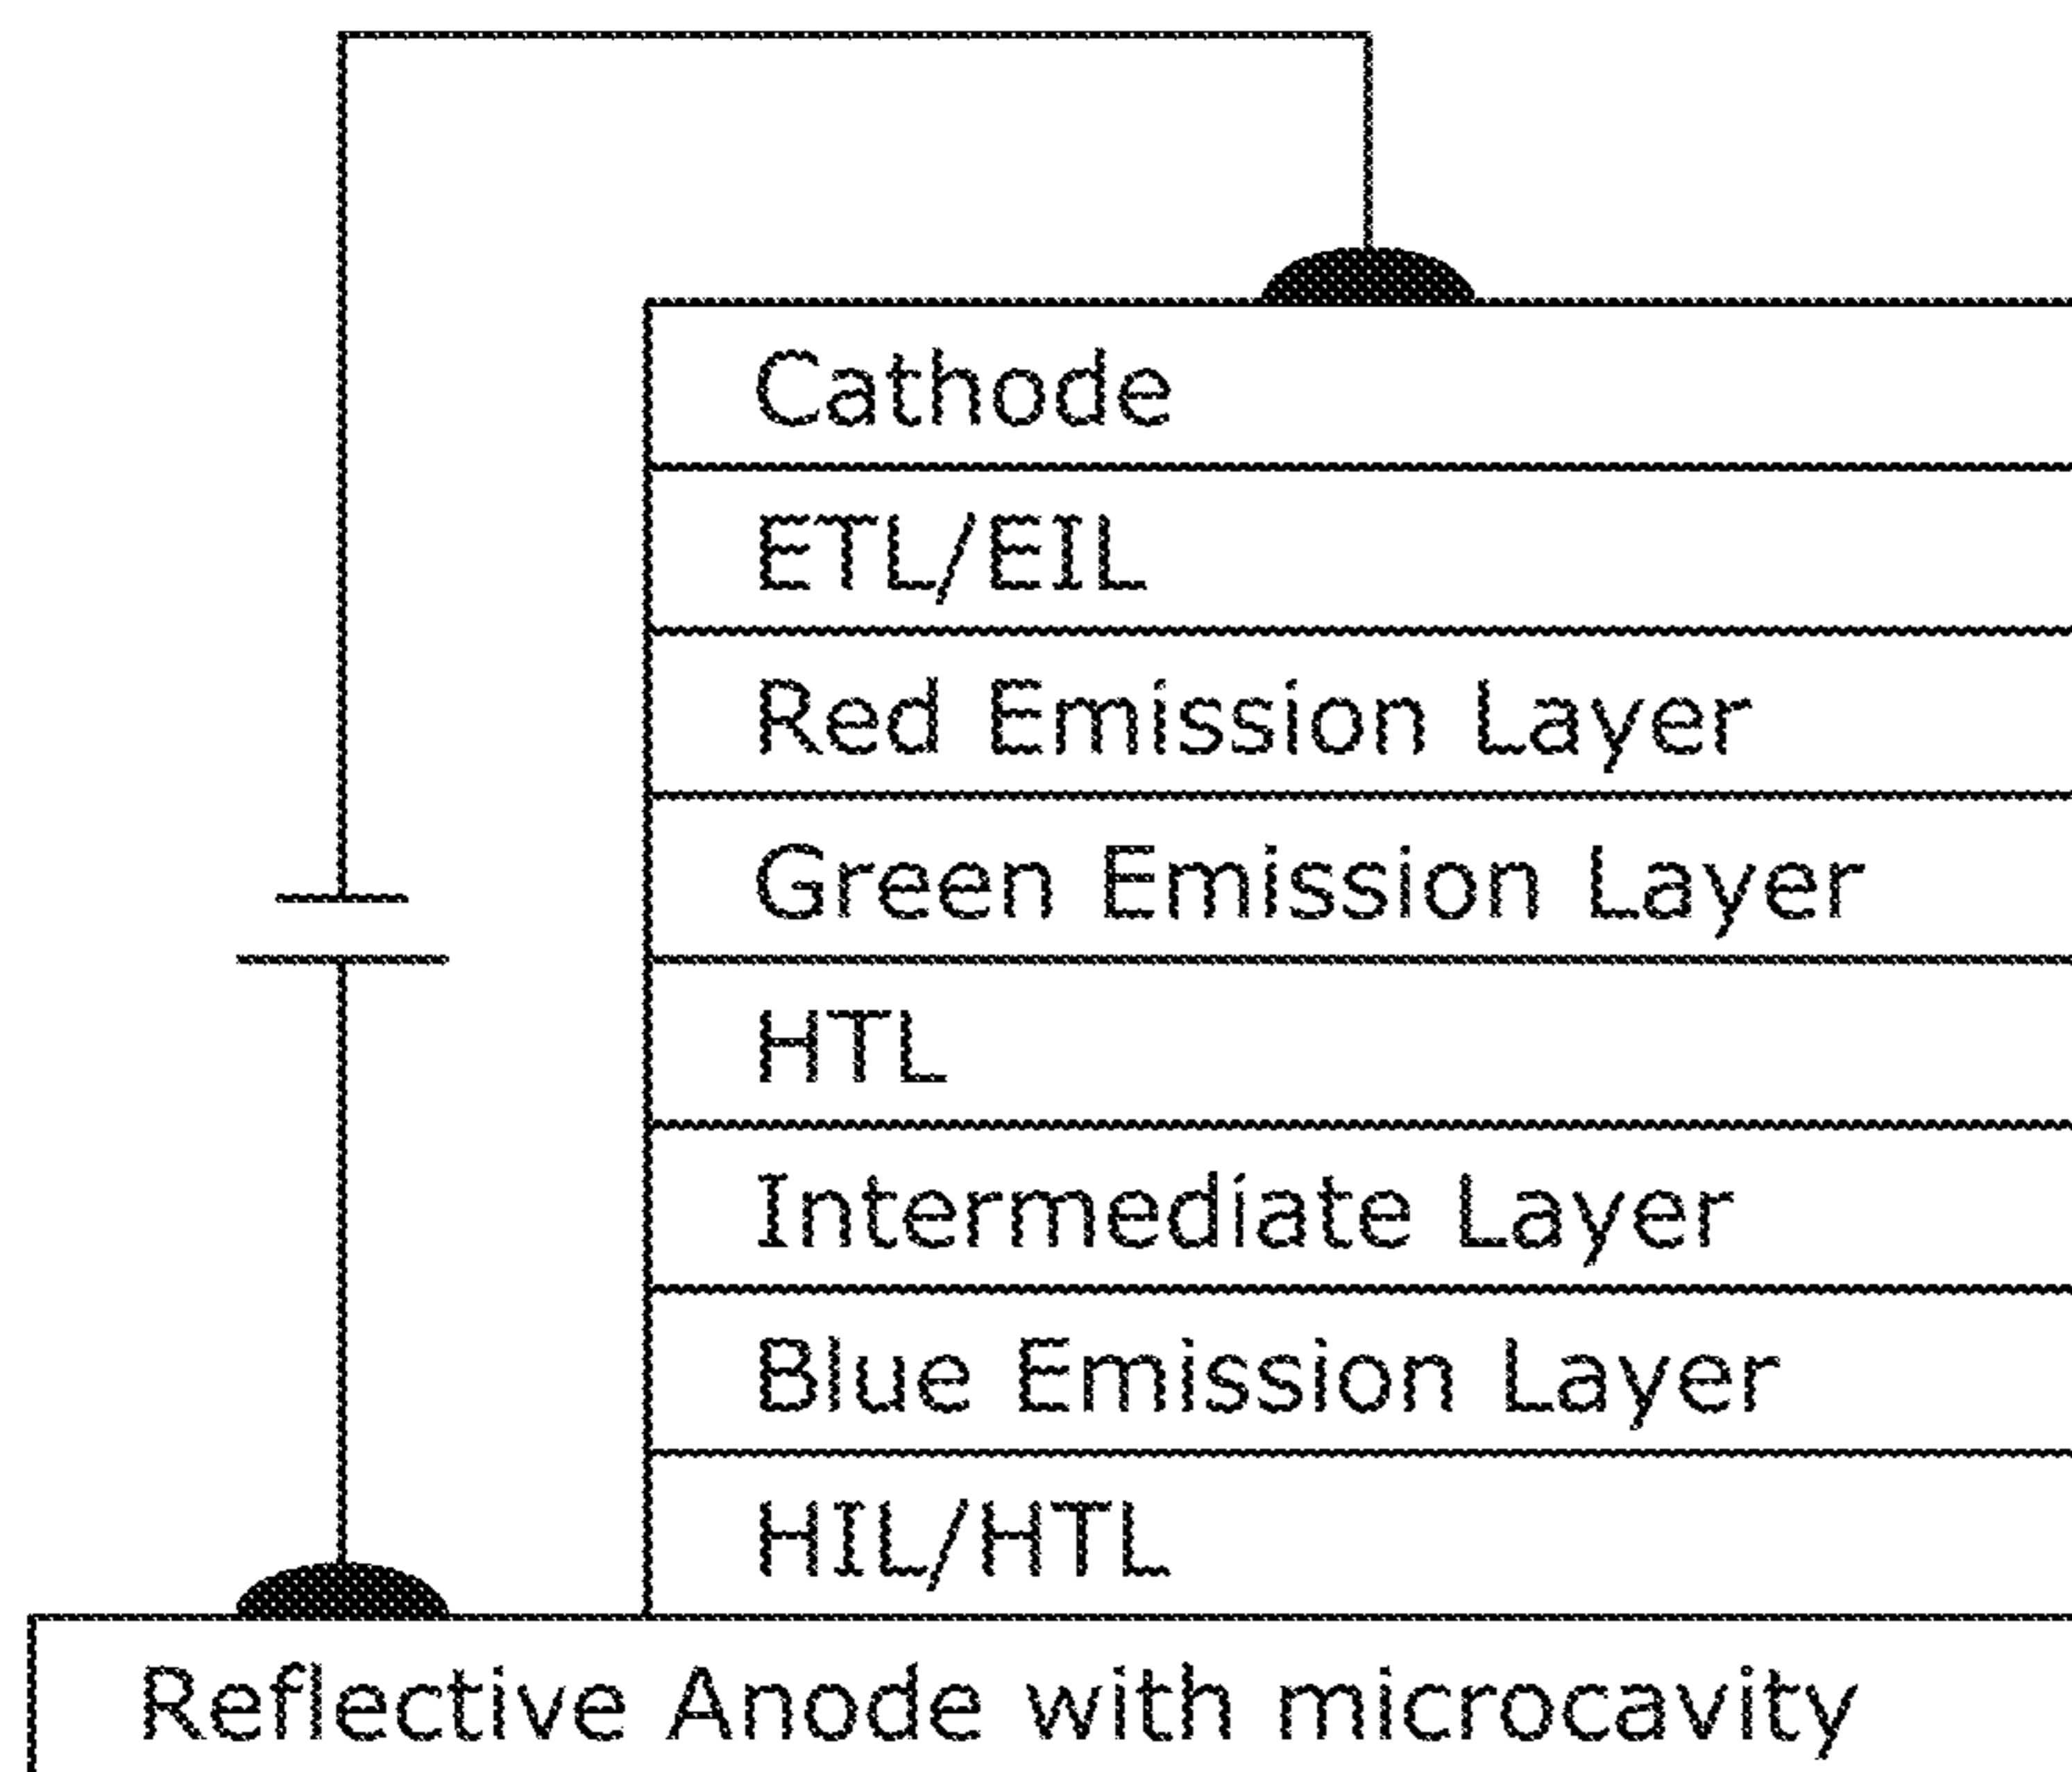 Cathode
ETL/EIL
Red Emission Layer
Green Emission Layer
HTL
Intermediate Layer
Blue Emission Layer
HIL/HTL
Reflective Anode with microcavity